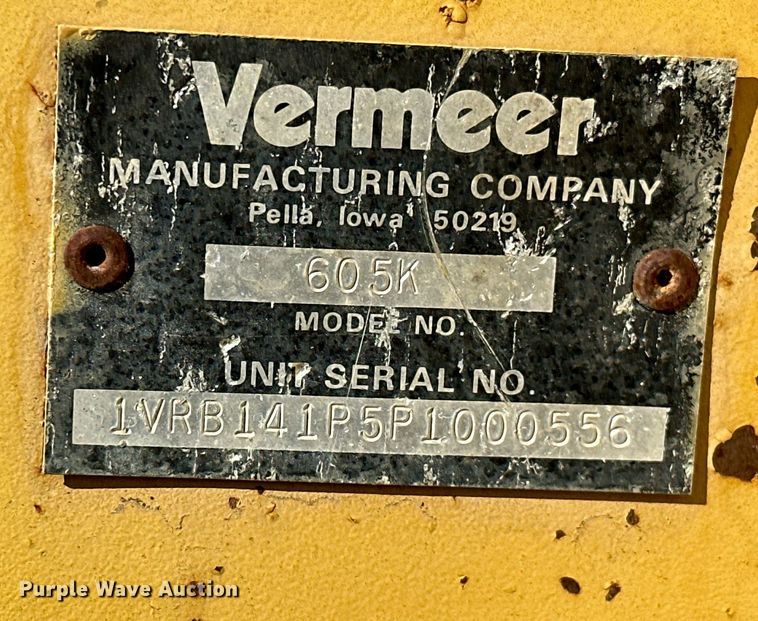 Vermeer
MANUFACTURING COMPANY
Pella, Iowa 50219
605K
MODEL NO.
UNIT SERIAL NO.
1VRB141P5P1000556
Purple Wave Auction